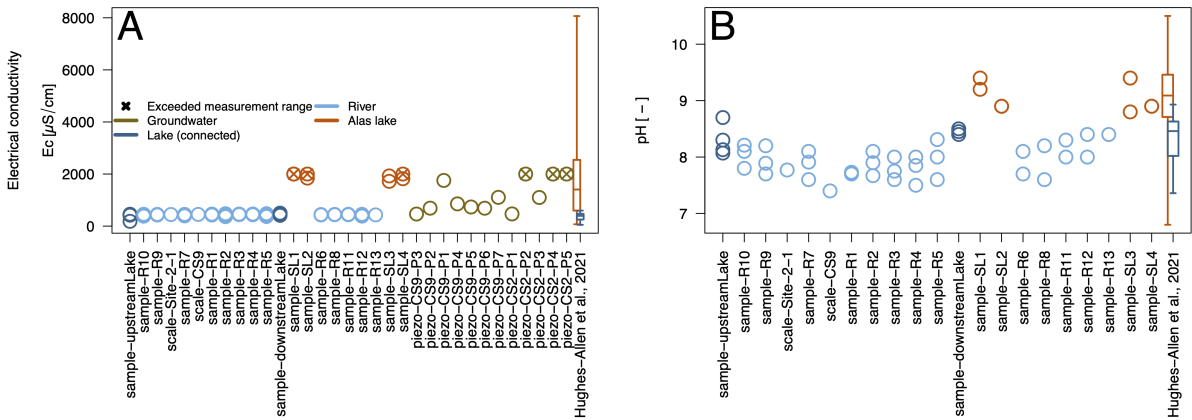 A
Electrical conductivity
Ec [µS/cm]
8000
6000
4000
2000
0
Exceeded measurement range
Groundwater
Lake (connected)
River
Alas lake
sample−upstreamLake
sample−R10
sample−R9
scale−Site−2−1
sample−R7
scale−CS9
sample−R1
sample−R2
sample−R3
sample−R4
sample−R5
sample−downstreamLake
sample−SL1
sample−SL2
sample−R6
sample−R8
sample−R11
sample−R12
sample−R13
sample−SL3
sample−SL4
piezo−CS9−P3
piezo−CS9−P2
piezo−CS9−P1
piezo−CS9−P4
piezo−CS9−P5
piezo−CS9−P6
piezo−CS9−P7
piezo−CS2−P1
piezo−CS2−P2
piezo−CS2−P3
piezo−CS2−P4
piezo−CS2−P5
Hughes−Allen et al., 2021
B
pH [−]
10
9
8
7
sample−upstreamLake
sample−R10
sample−R9
scale−Site−2−1
sample−R7
scale−CS9
sample−R1
sample−R2
sample−R3
sample−R4
sample−R5
sample−downstreamLake
sample−SL1
sample−SL2
sample−R6
sample−R8
sample−R11
sample−R12
sample−R13
sample−SL3
sample−SL4
Hughes−Allen et al., 2021